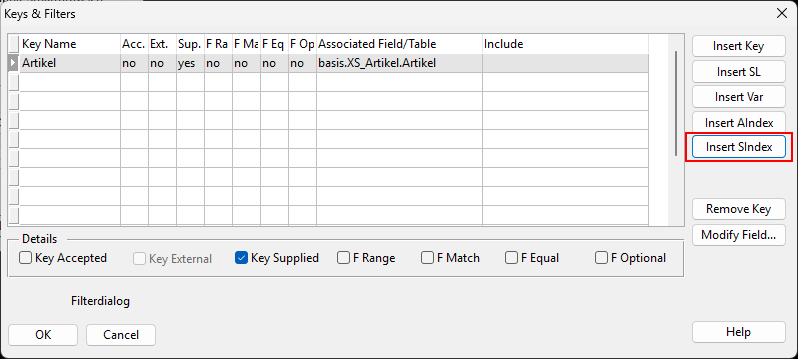 Keys & Filters
Key Name Acc. Ext. Sup. F Ra F Ma F Eq F Op Associated Field/Table Include
Artikel no no yes no no no no basis.XS_Artikel.Artikel
Insert Key
Insert SL
Insert Var
Insert AIndex
Insert SIndex
Remove Key
Modify Field...
Details
Key Accepted Key External Key Supplied F Range F Match F Equal F Optional
Filterdialog
OK Cancel Help